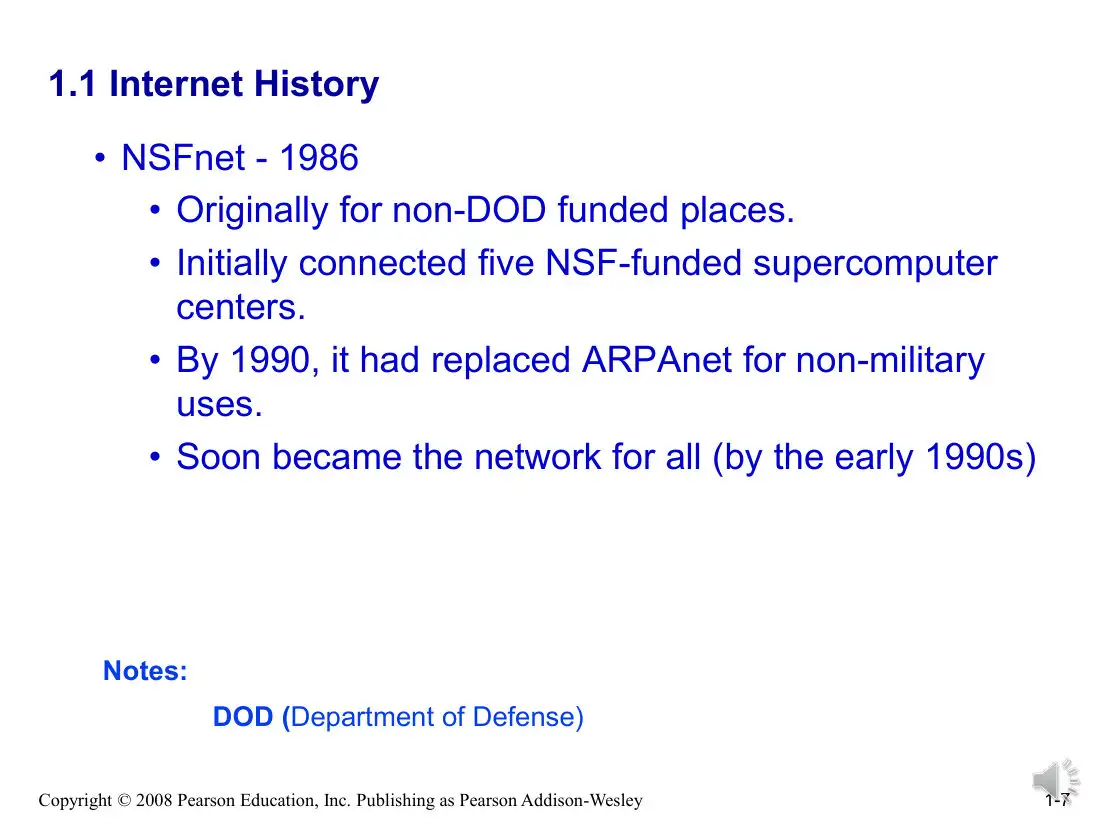 1.1 Internet History
• NSFnet - 1986
• Originally for non-DOD funded places.
• Initially connected five NSF-funded supercomputer
centers.
• By 1990, it had replaced ARPAnet for non-military
uses.
• Soon became the network for all (by the early 1990s)
Notes:
DOD (Department of Defense)
Copyright © 2008 Pearson Education, Inc. Publishing as Pearson Addison-Wesley
1-7